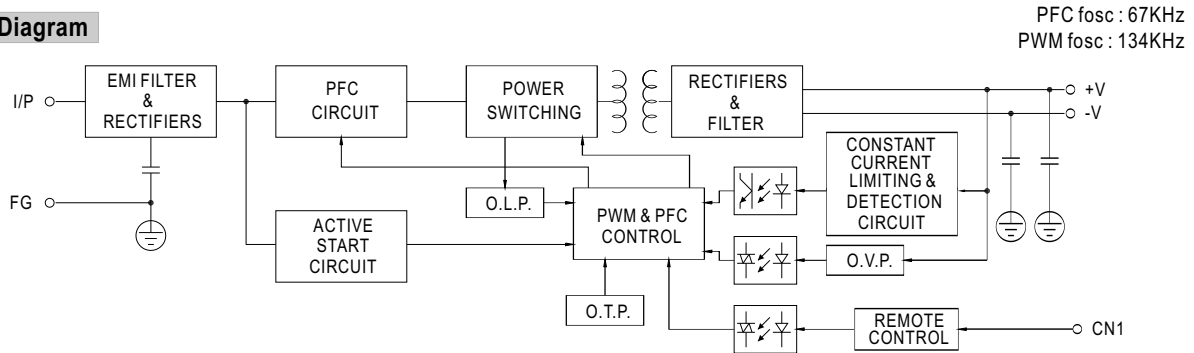 Diagram
PFC fosc : 67KHz
PWM fosc : 134KHz
I/P
EMI FILTER
&
RECTIFIERS
PFC
CIRCUIT
POWER
SWITCHING
RECTIFIERS
&
FILTER
+V
-V
FG
O.L.P.
PWM & PFC
CONTROL
CONSTANT
CURRENT
LIMITING &
DETECTION
CIRCUIT
ACTIVE
START
CIRCUIT
O.V.P.
O.T.P.
REMOTE
CONTROL
CN1